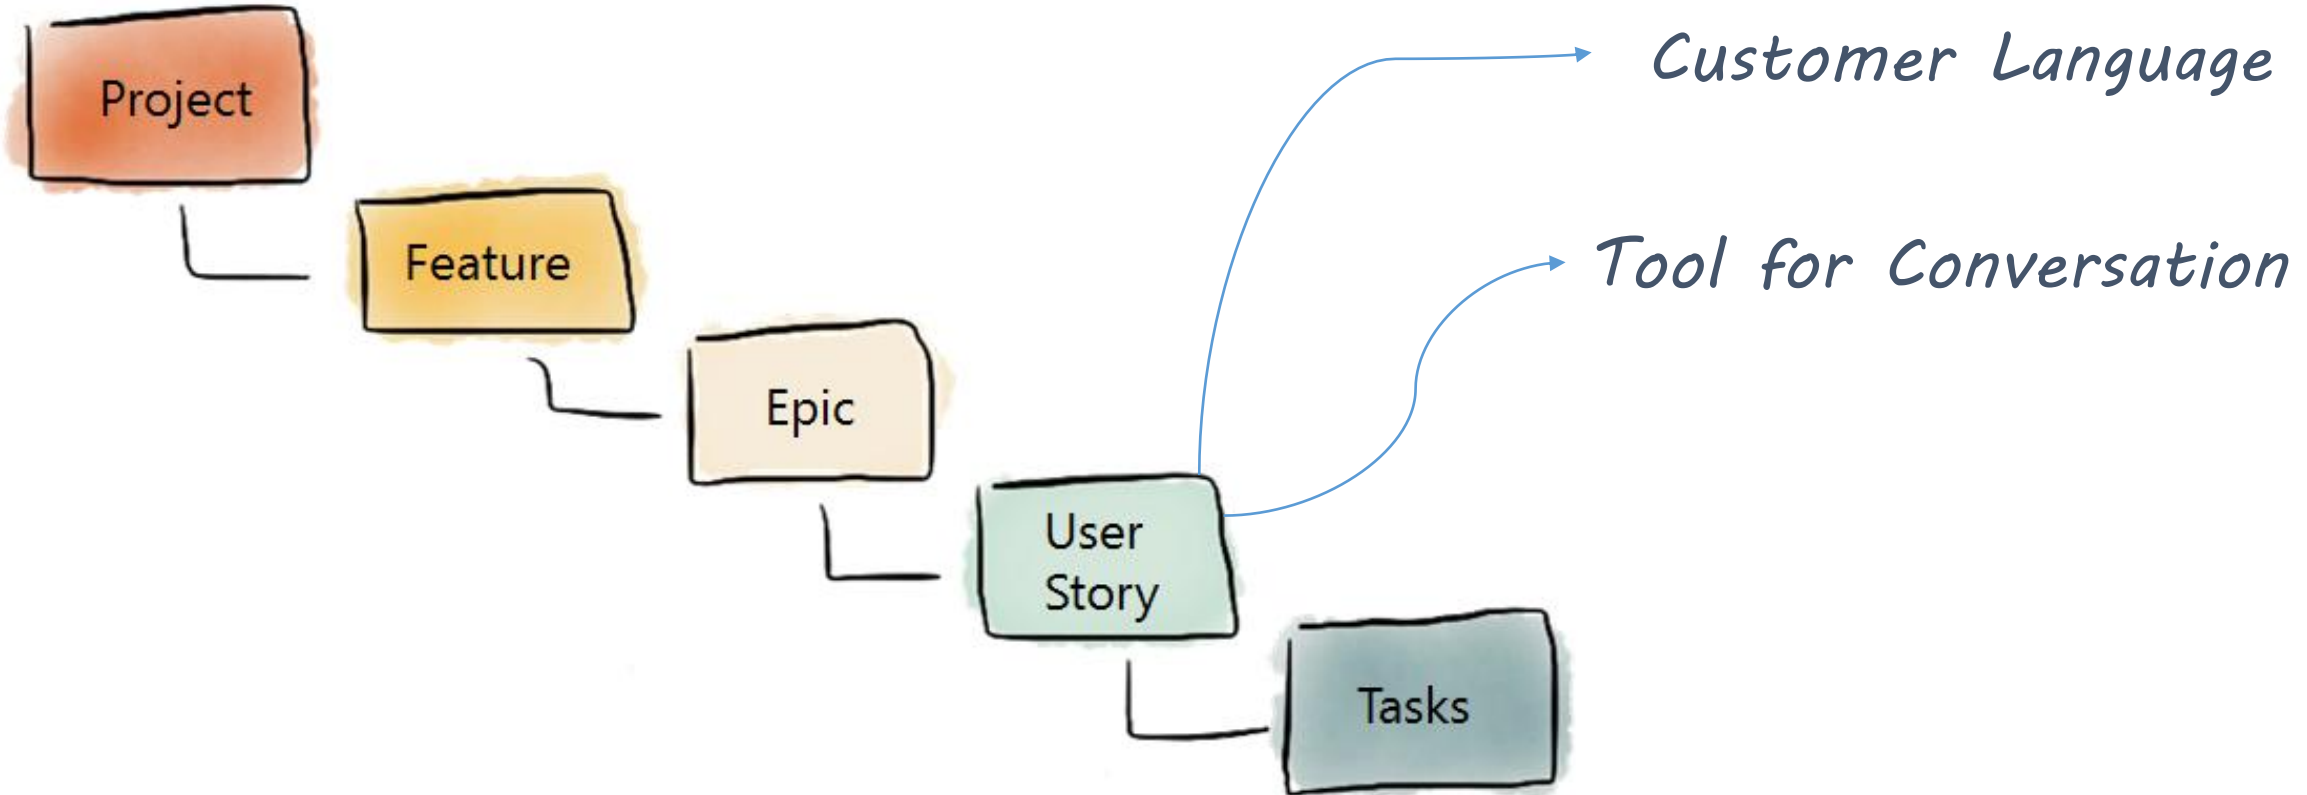 Project
Customer Language
Feature
Tool for Conversation
Epic
User
Story
Tasks